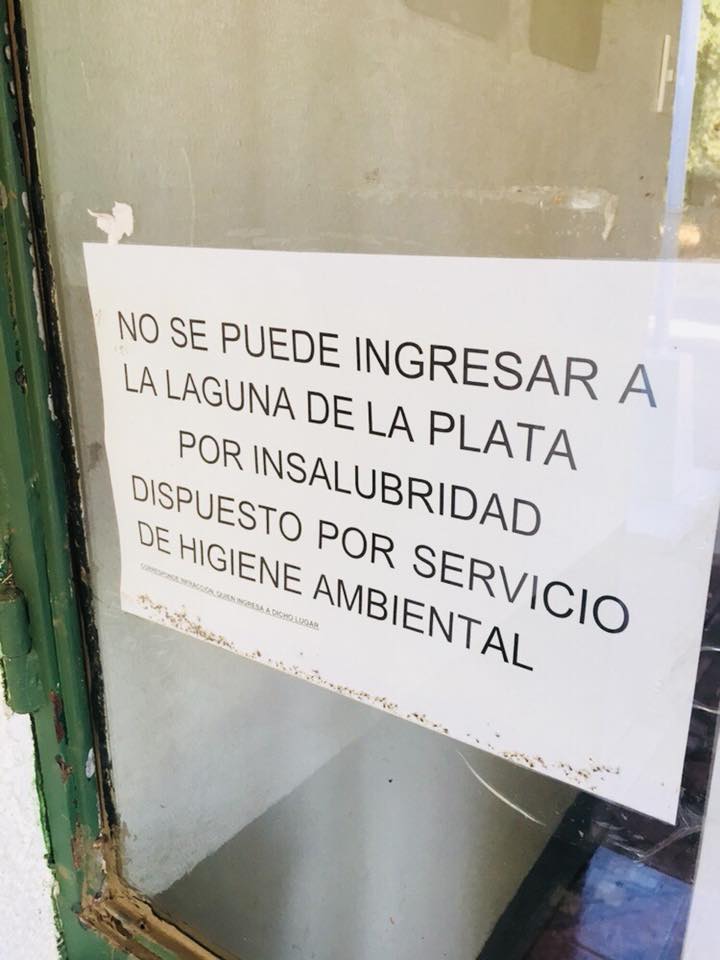 NO SE PUEDE INGRESAR A
LA LAGUNA DE LA PLATA
POR INSALUBRIDAD
DISPUESTO POR SERVICIO
DE HIGIENE AMBIENTAL
CORRESPONDE INFRACCIÓN, QUIEN INGRESA A DICHO LUGAR